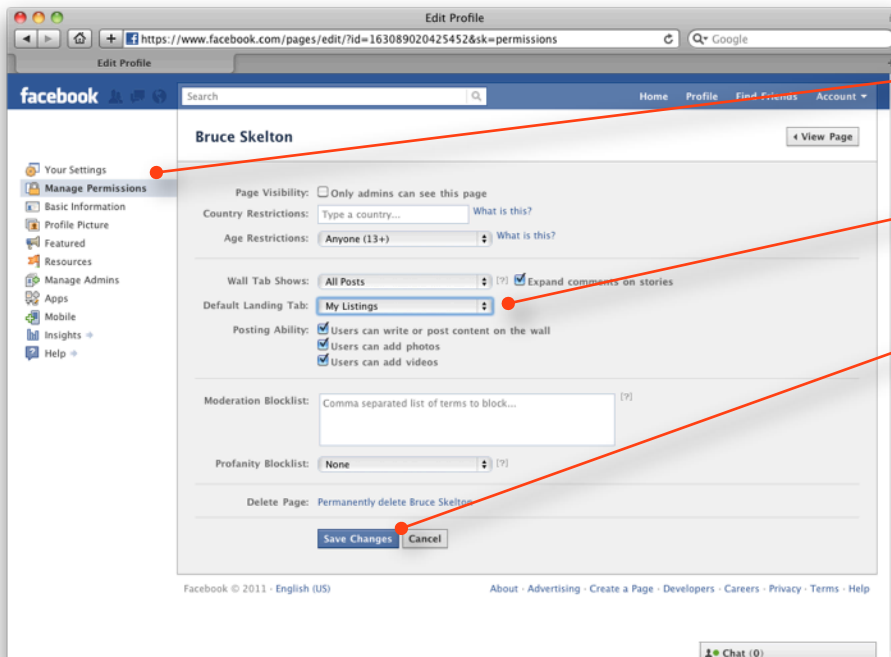 Edit Profile
https://www.facebook.com/pages/edit/?id=163089020425452&sk=permissions
Google
Edit Profile
facebook
Search
Home Profile Find Friends Account
Bruce Skelton
View Page
Your Settings
Manage Permissions
Basic Information
Profile Picture
Featured
Resources
Manage Admins
Apps
Mobile
Insights
Help
Page Visibility: Only admins can see this page
Country Restrictions: Type a country... What is this?
Age Restrictions: Anyone (13+) What is this?
Wall Tab Shows: All Posts [?] Expand comments on stories
Default Landing Tab: My Listings
Posting Ability: Users can write or post content on the wall
Users can add photos
Users can add videos
Moderation Blocklist: Comma separated list of terms to block... [?]
Profanity Blocklist: None [?]
Delete Page: Permanently delete Bruce Skelton
Save Changes Cancel
Facebook © 2011 · English (US) About · Advertising · Create a Page · Developers · Careers · Privacy · Terms · Help
Chat (0)